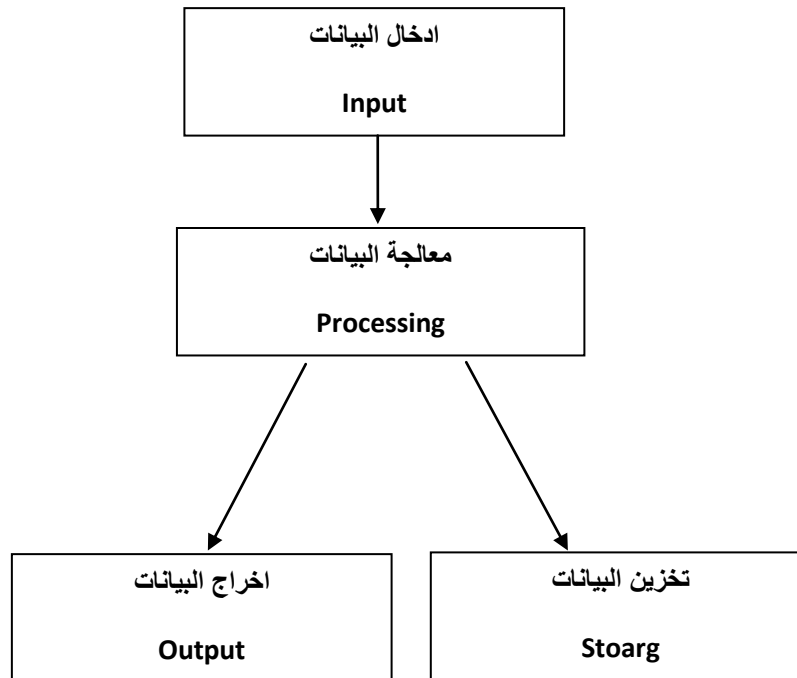 ادخال البيانات
Input
معالجة البيانات
Processing
اخراج البيانات
Output
تخزين البيانات
Stoarg